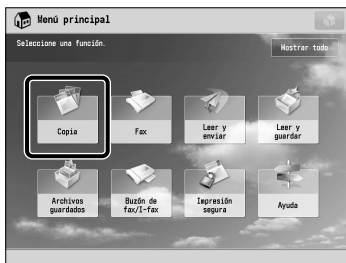 Menú principal
Seleccione una función.
Mostrar todo
Copia
Fax
Leer y
enviar
Leer y
guardar
Archivos
guardados
Buzón de
fax/I-fax
Impresión
segura
Ayuda